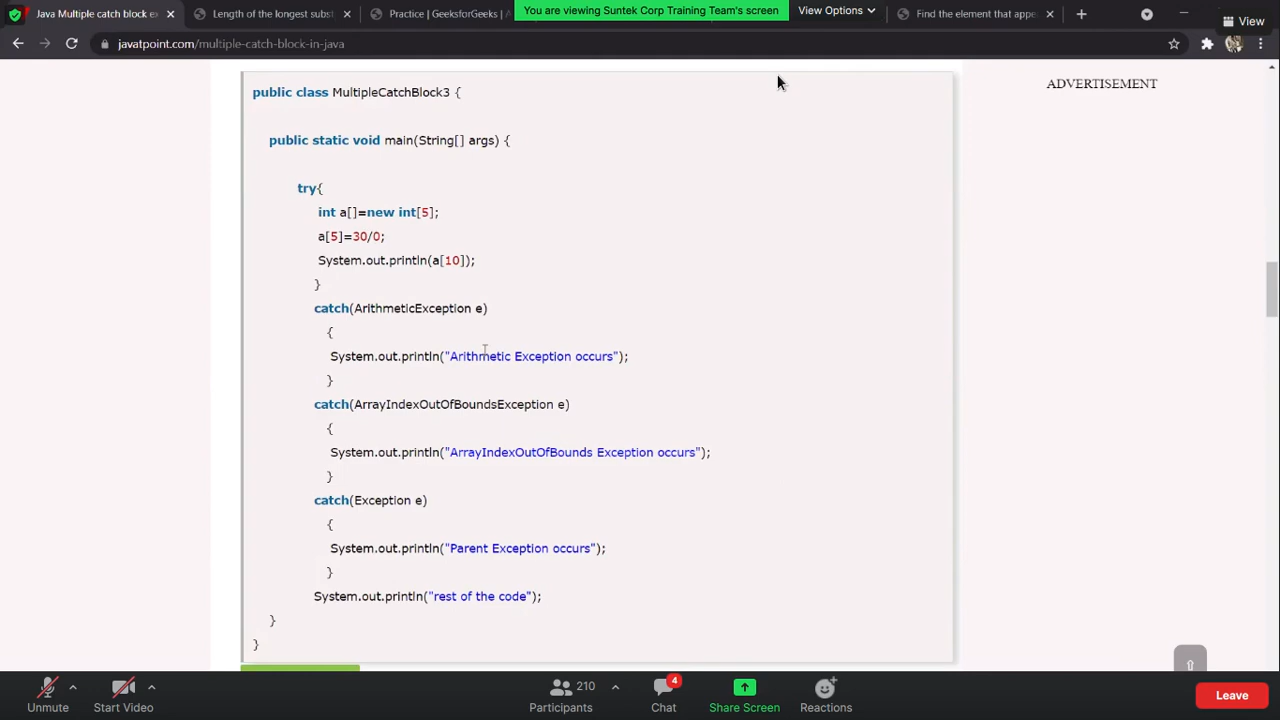 Java Multiple catch block ex
Length of the longest subst
Practice | GeeksforGeeks | A
You are viewing Suntek Corp Training Team's screen
View Options
Find the element that appe
View
javatpoint.com/multiple-catch-block-in-java
ADVERTISEMENT
public class MultipleCatchBlock3 {
public static void main(String[] args) {
try{
int a[]=new int[5];
a[5]=30/0;
System.out.println(a[10]);
}
catch(ArithmeticException e)
{
System.out.println("Arithmetic Exception occurs");
}
catch(ArrayIndexOutOfBoundsException e)
{
System.out.println("ArrayIndexOutOfBounds Exception occurs");
}
catch(Exception e)
{
System.out.println("Parent Exception occurs");
}
System.out.println("rest of the code");
}
}
Unmute
Start Video
210
Participants
4
Chat
Share Screen
Reactions
Leave